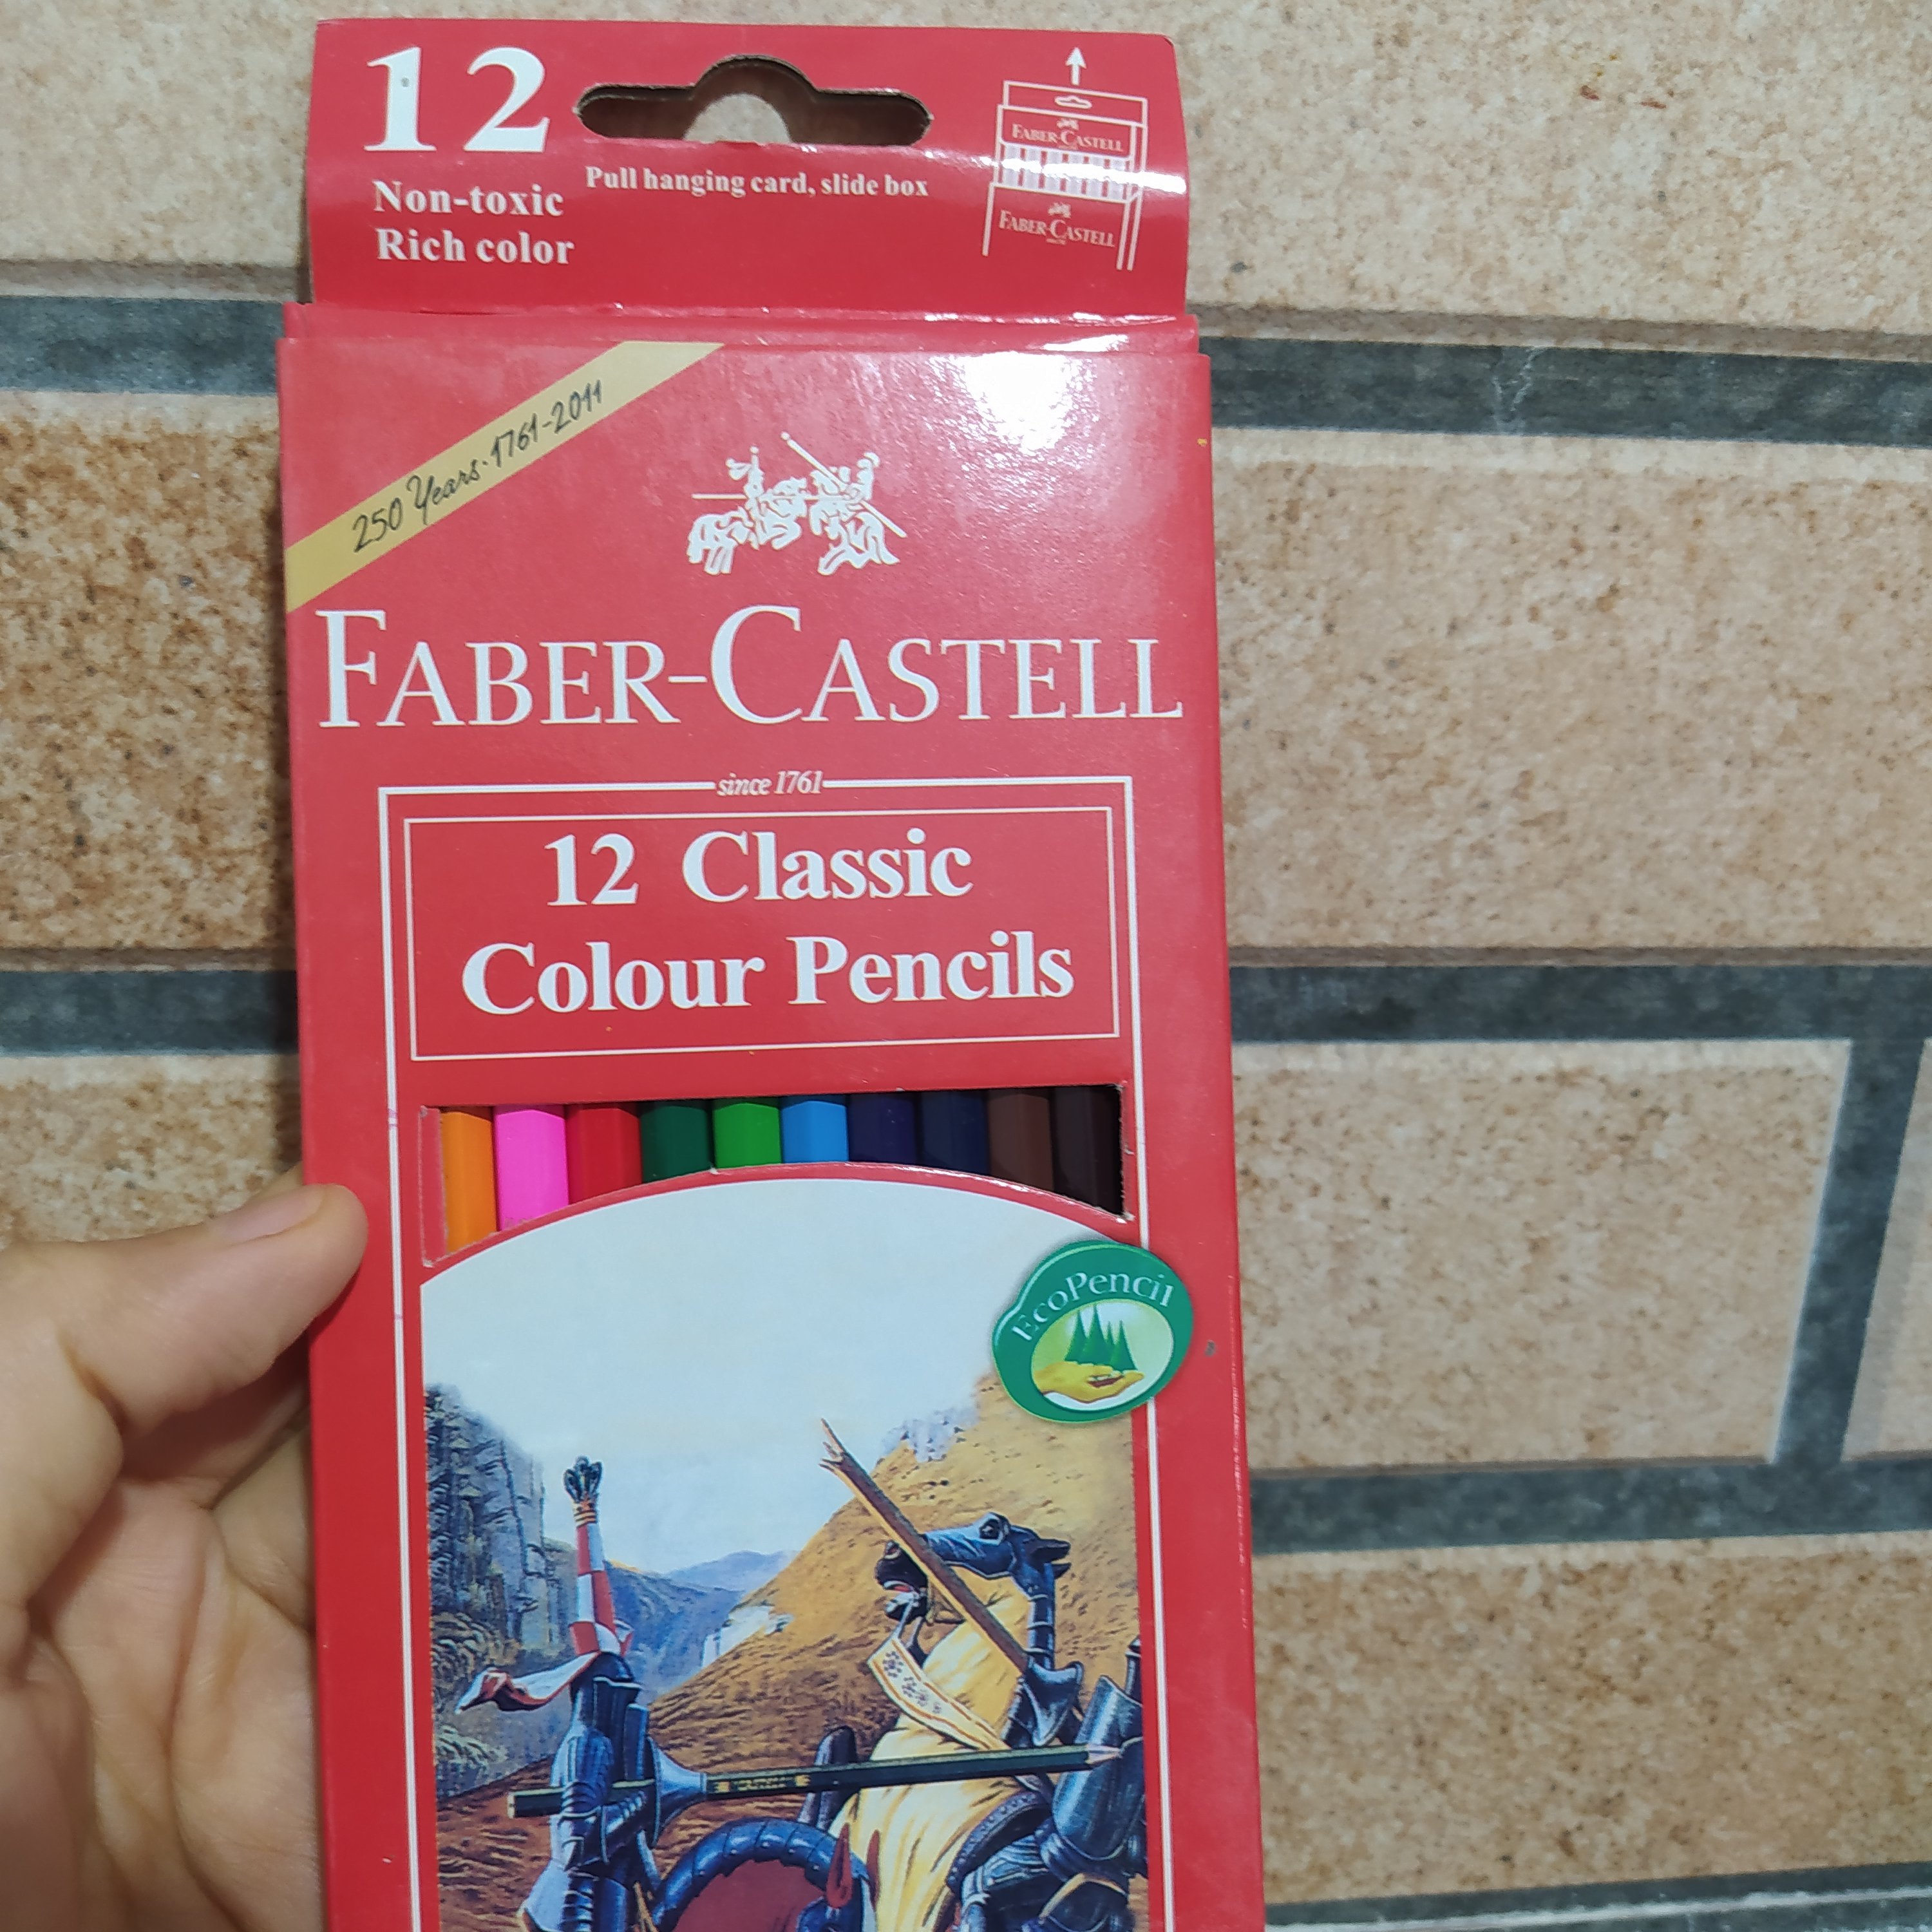 12
Non-toxic
Rich color
Pull hanging card, slide box
FABER-CASTELL
FABER-CASTELL
250 Years · 1761-2011
FABER-CASTELL
since 1761
12 Classic
Colour Pencils
EcoPencil